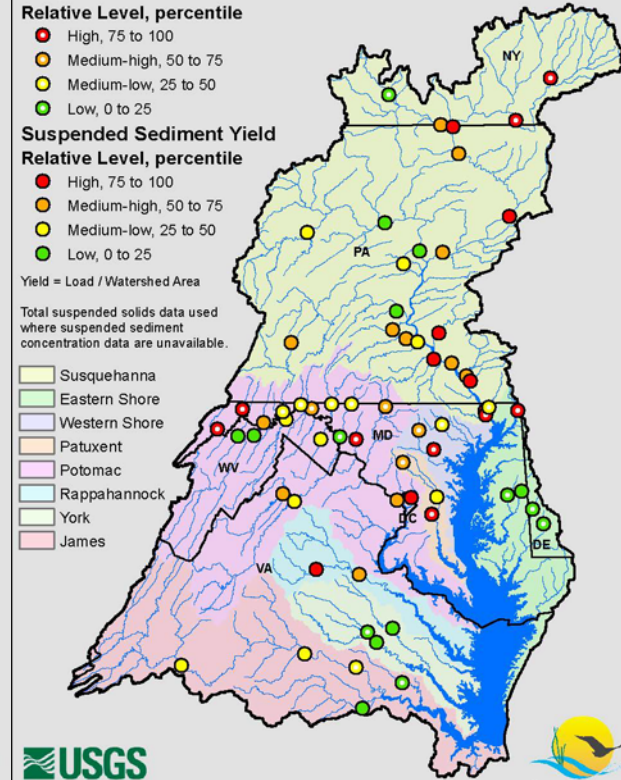 Relative Level, percentile
High, 75 to 100
Medium-high, 50 to 75
Medium-low, 25 to 50
Low, 0 to 25
Suspended Sediment Yield
Relative Level, percentile
High, 75 to 100
Medium-high, 50 to 75
Medium-low, 25 to 50
Low, 0 to 25
Yield = Load / Watershed Area
Total suspended solids data used
where suspended sediment
concentration data are unavailable.
Susquehanna
Eastern Shore
Western Shore
Patuxent
Potomac
Rappahannock
York
James
NY
PA
MD
WV
DC
DE
VA
USGS